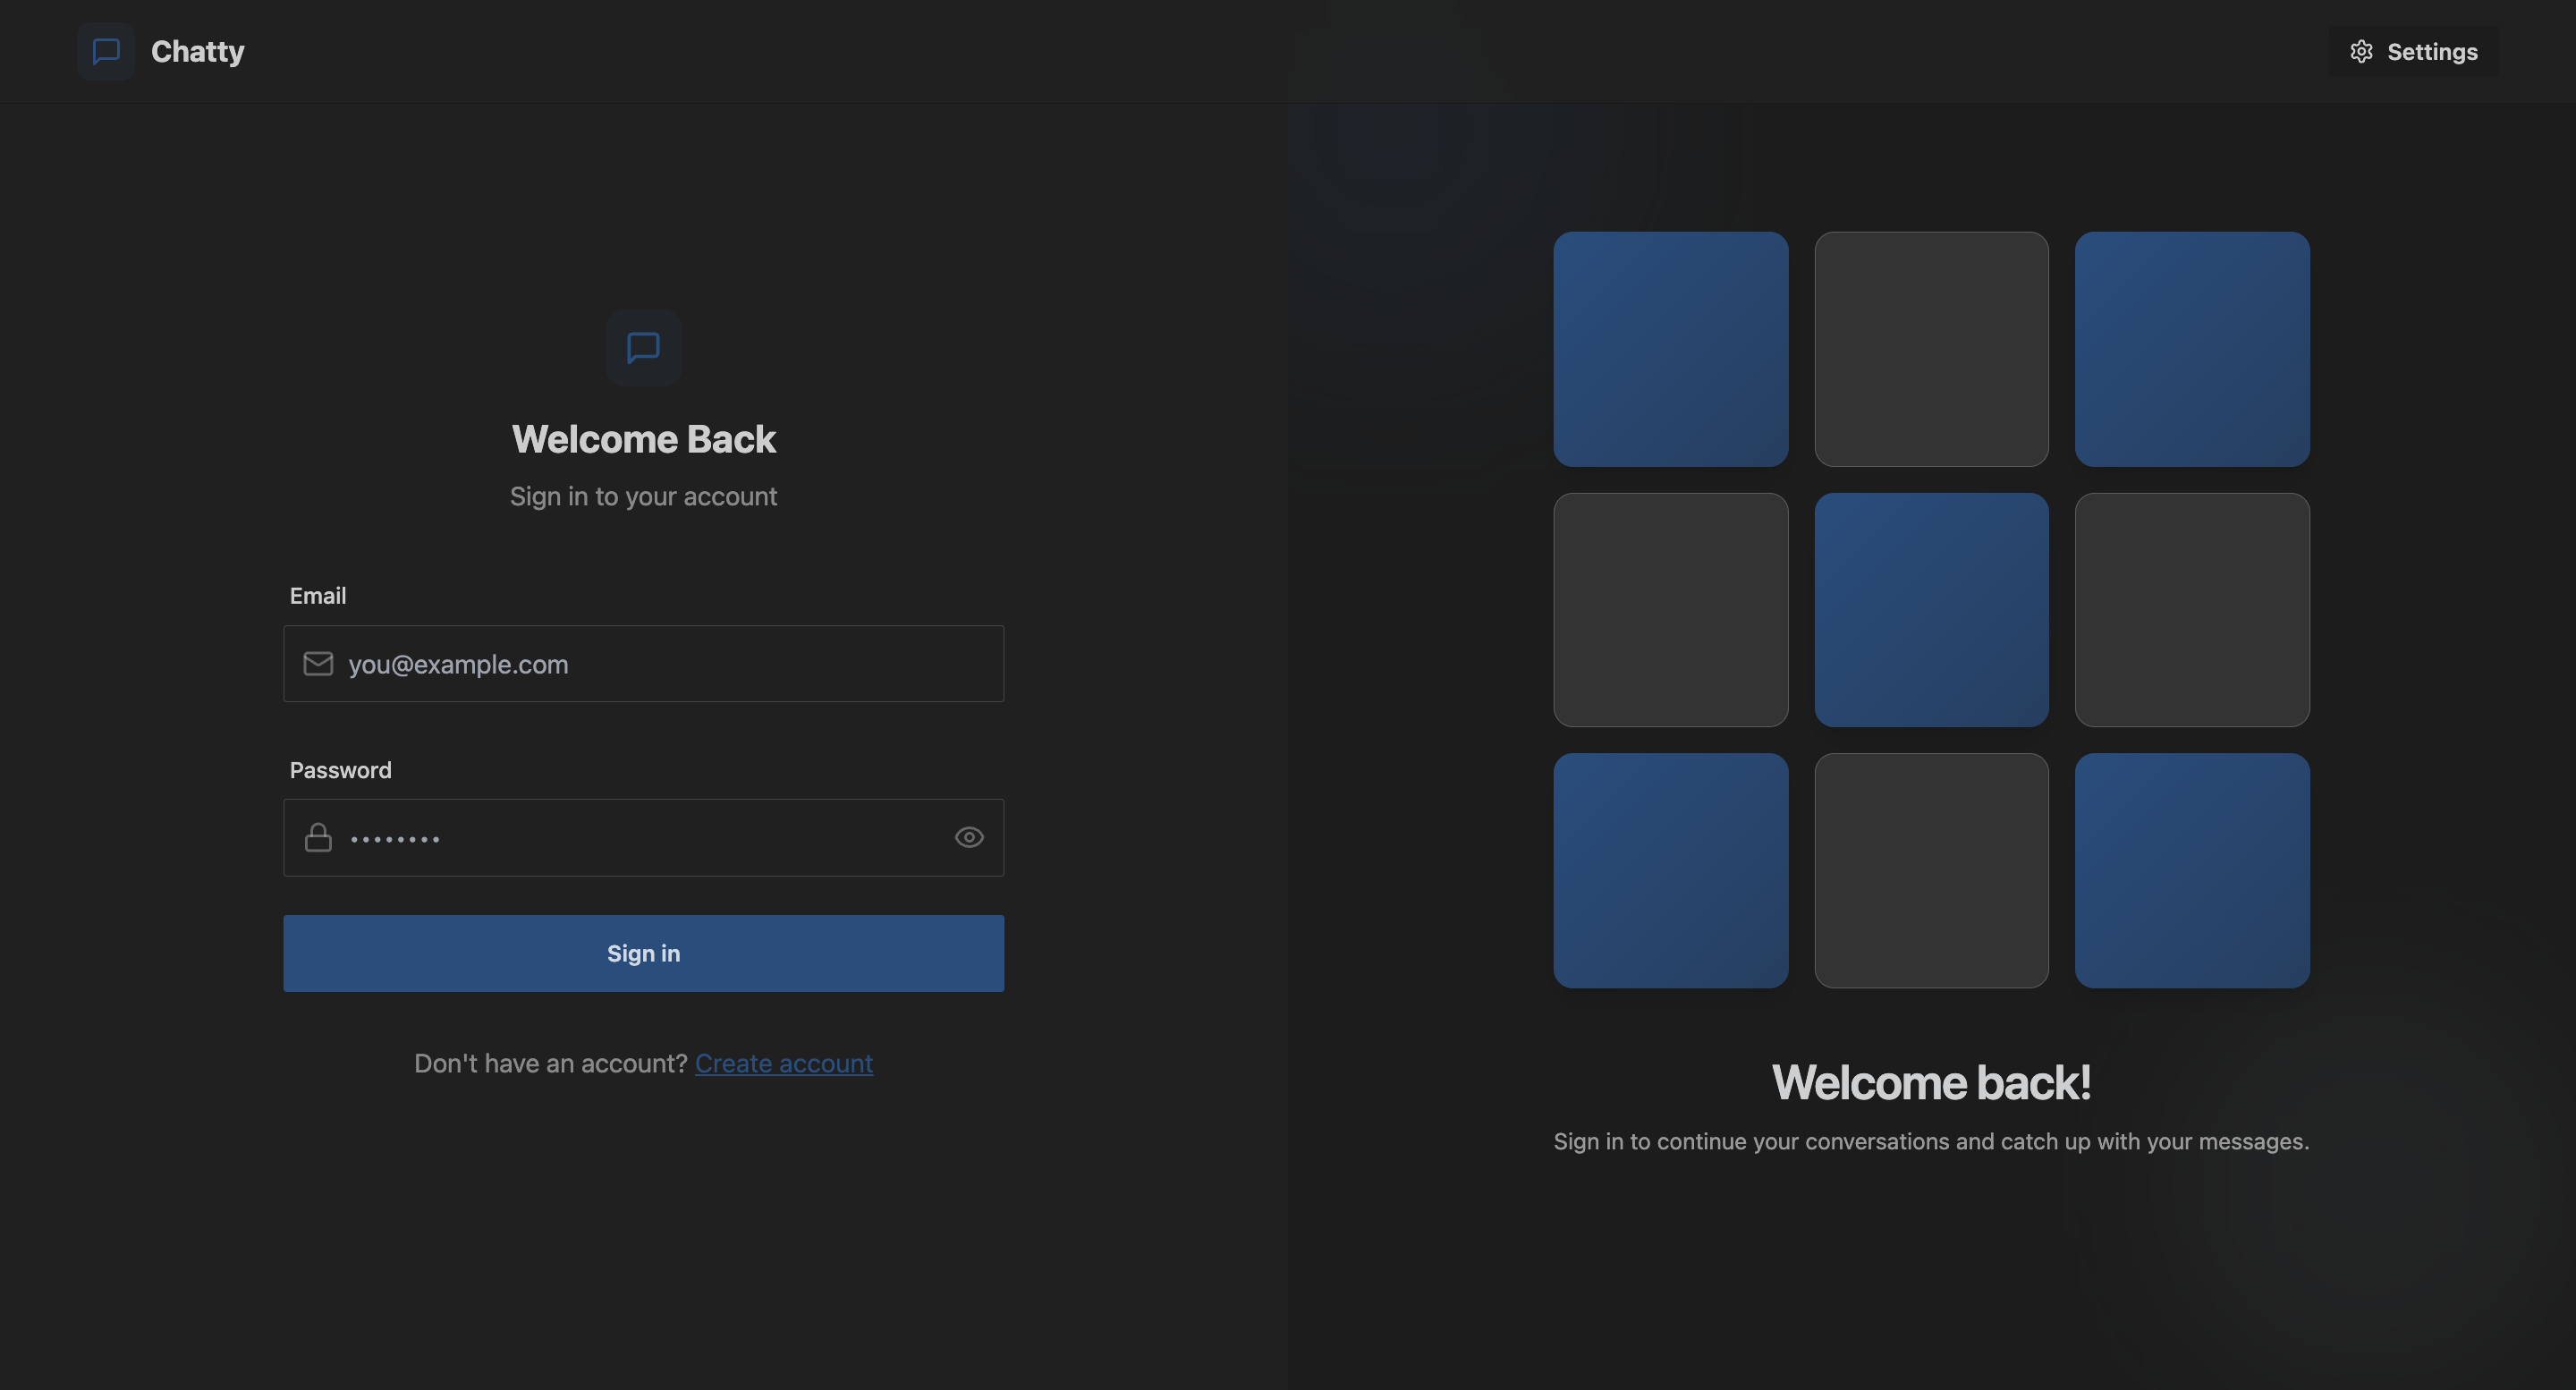 Chatty
Settings
Welcome Back
Sign in to your account
Email
you@example.com
Password
••••••••
Sign in
Don't have an account? Create account
Welcome back!
Sign in to continue your conversations and catch up with your messages.